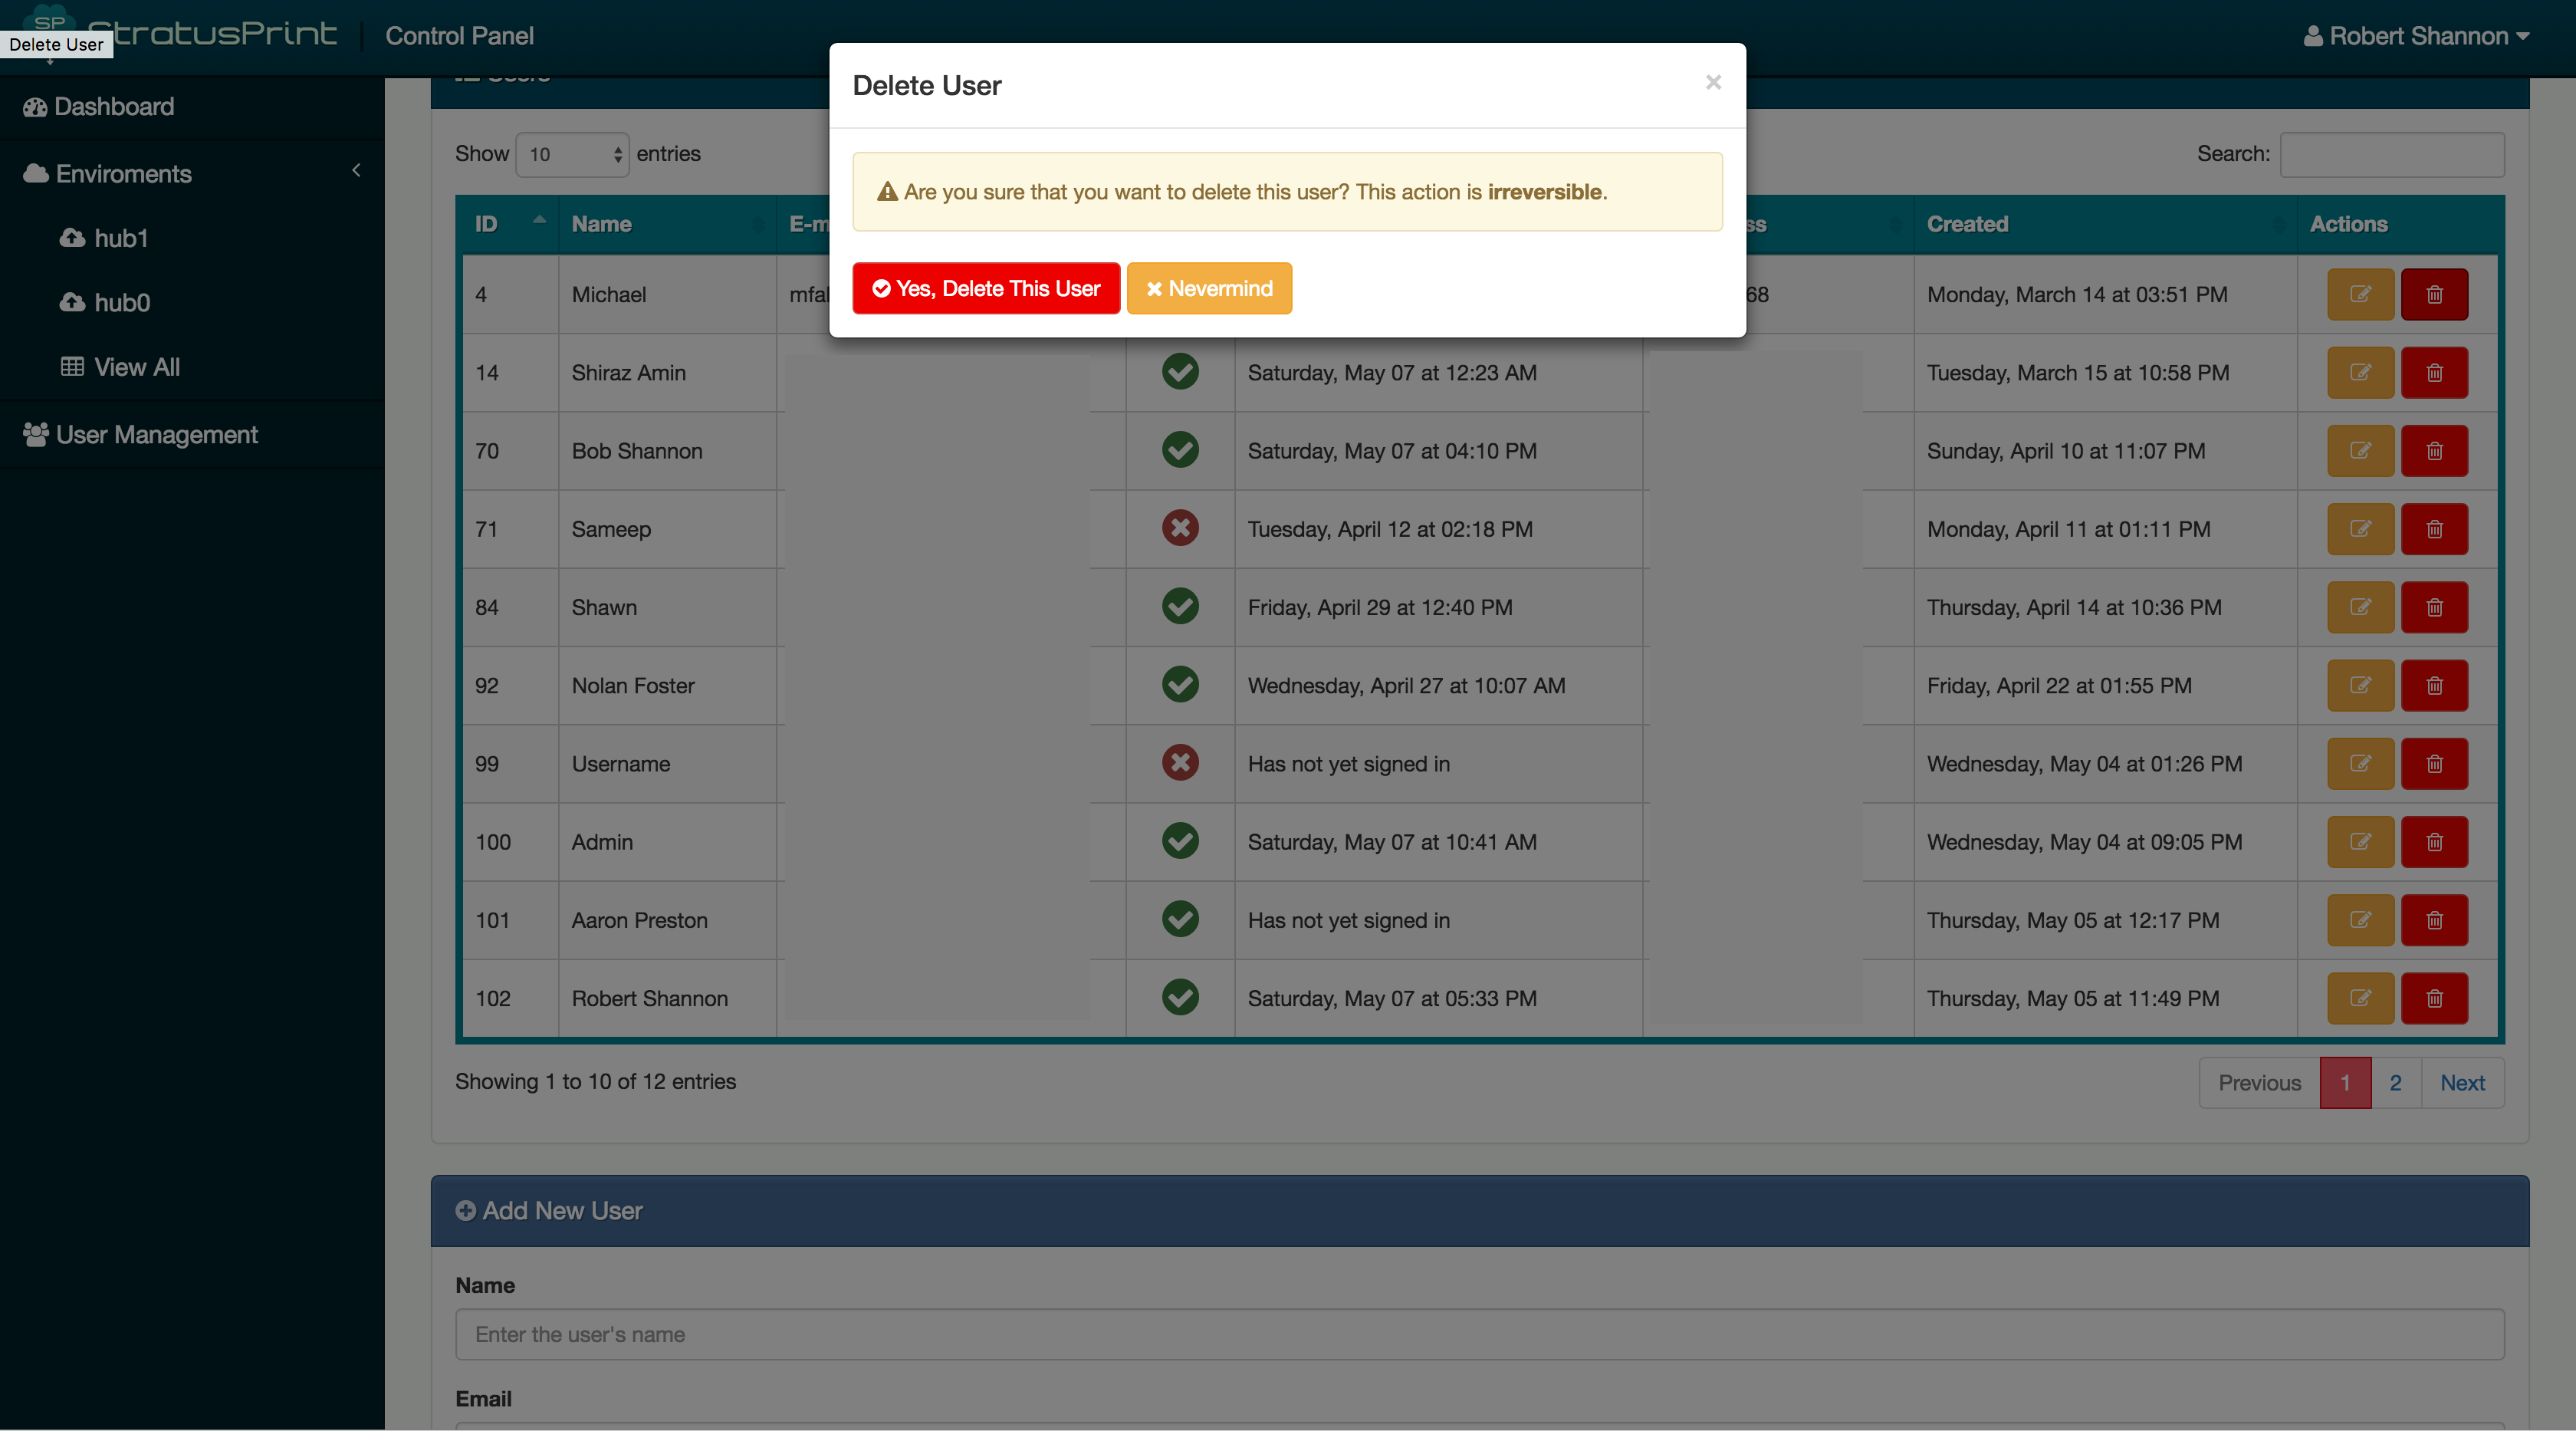 SP
StratusPrint
Control Panel
Robert Shannon
Delete User
Dashboard
Enviroments
hub1
hub0
View All
User Management
Users
Delete User
×
Are you sure that you want to delete this user? This action is irreversible.
Yes, Delete This User
Nevermind
Show 10 entries
Search:
ID Name E-m ss Created Actions
4 Michael 68 Monday, March 14 at 03:51 PM
14 Shiraz Amin Saturday, May 07 at 12:23 AM Tuesday, March 15 at 10:58 PM
70 Bob Shannon Saturday, May 07 at 04:10 PM Sunday, April 10 at 11:07 PM
71 Sameep Tuesday, April 12 at 02:18 PM Monday, April 11 at 01:11 PM
84 Shawn Friday, April 29 at 12:40 PM Thursday, April 14 at 10:36 PM
92 Nolan Foster Wednesday, April 27 at 10:07 AM Friday, April 22 at 01:55 PM
99 Username Has not yet signed in Wednesday, May 04 at 01:26 PM
100 Admin Saturday, May 07 at 10:41 AM Wednesday, May 04 at 09:05 PM
101 Aaron Preston Has not yet signed in Thursday, May 05 at 12:17 PM
102 Robert Shannon Saturday, May 07 at 05:33 PM Thursday, May 05 at 11:49 PM
Showing 1 to 10 of 12 entries
Previous 1 2 Next
Add New User
Name
Enter the user's name
Email